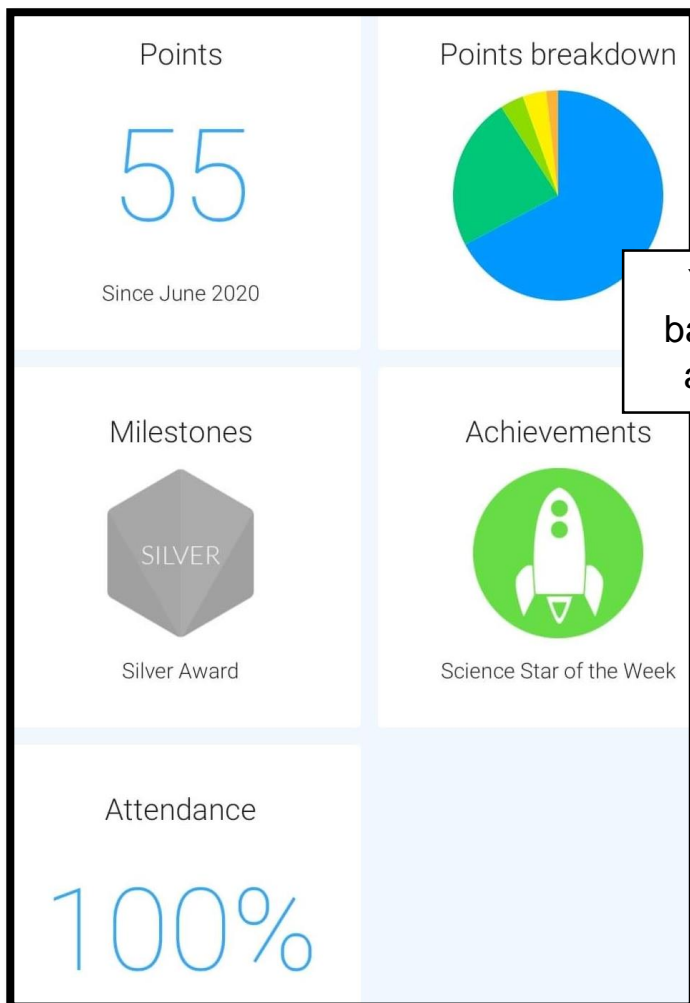 Points
55
Since June 2020
Points breakdown
Milestones
SILVER
Silver Award
Achievements
Science Star of the Week
Attendance
100%